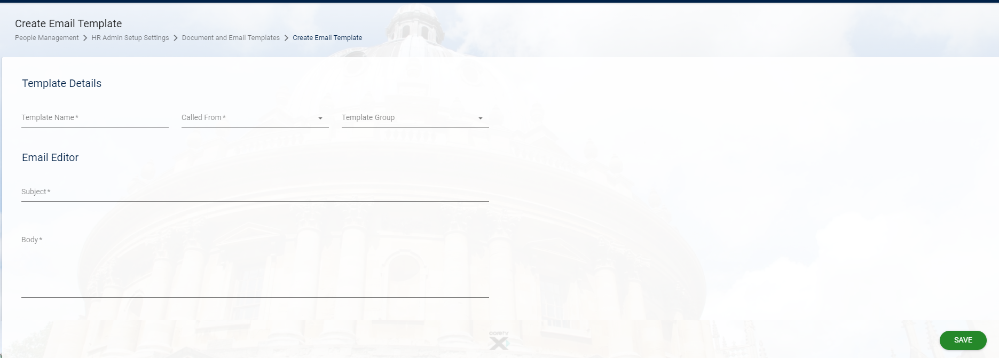 Create Email Template
People Management > HR Admin Setup Settings > Document and Email Templates > Create Email Template
Template Details
Template Name * Called From * Template Group
Email Editor
Subject *
Body *
corehr
X
SAVE